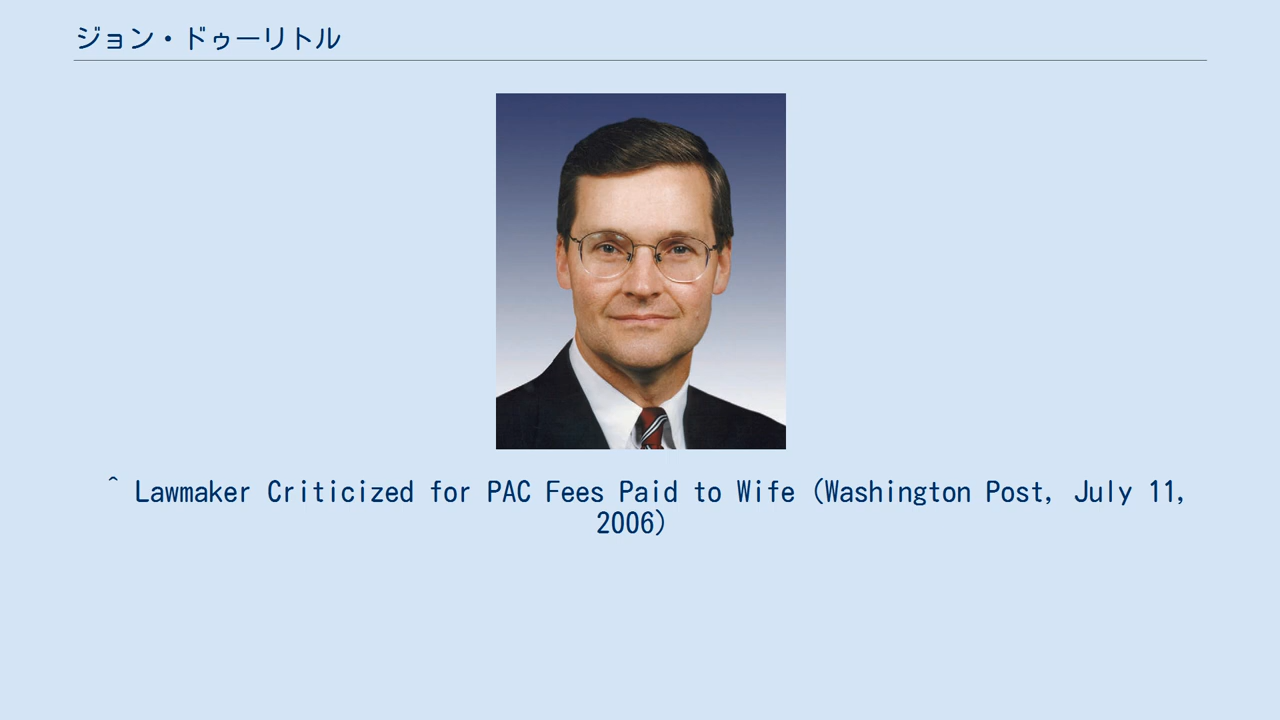 ジョン・ドゥーリトル
^ Lawmaker Criticized for PAC Fees Paid to Wife (Washington Post, July 11,
2006)